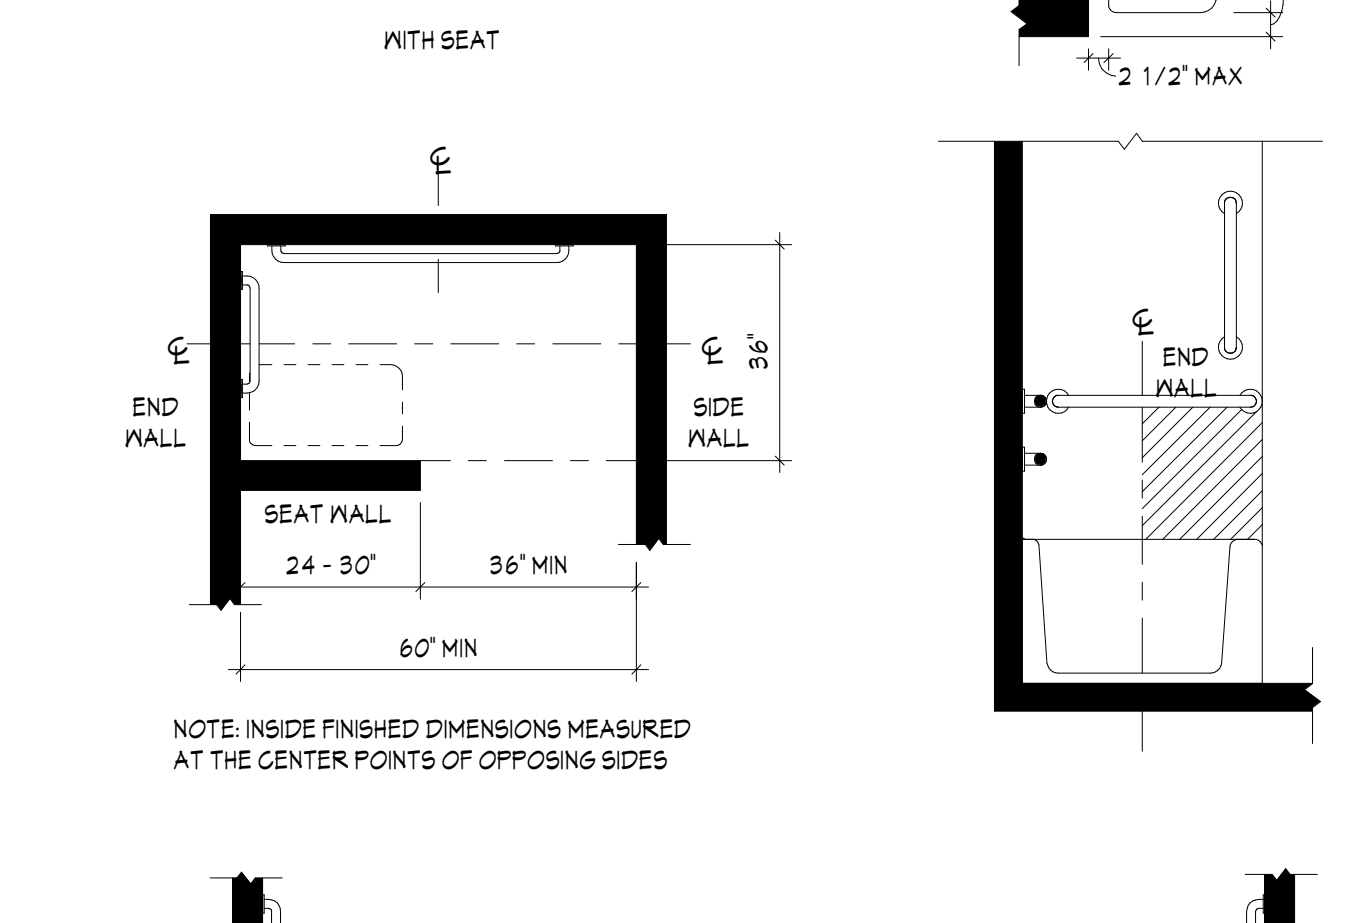 WITH SEAT
2 1/2" MAX
℄
℄
℄
36"
END
WALL
SIDE
WALL
SEAT WALL
24 - 30"
36" MIN
60" MIN
NOTE: INSIDE FINISHED DIMENSIONS MEASURED
AT THE CENTER POINTS OF OPPOSING SIDES
℄
END
WALL